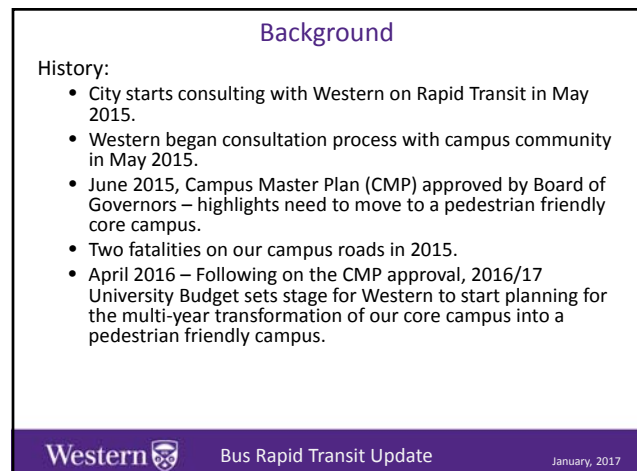 Background
History:
• City starts consulting with Western on Rapid Transit in May
2015.
• Western began consultation process with campus community
in May 2015.
• June 2015, Campus Master Plan (CMP) approved by Board of
Governors – highlights need to move to a pedestrian friendly
core campus.
• Two fatalities on our campus roads in 2015.
• April 2016 – Following on the CMP approval, 2016/17
University Budget sets stage for Western to start planning for
the multi-year transformation of our core campus into a
pedestrian friendly campus.
Western Bus Rapid Transit Update January, 2017